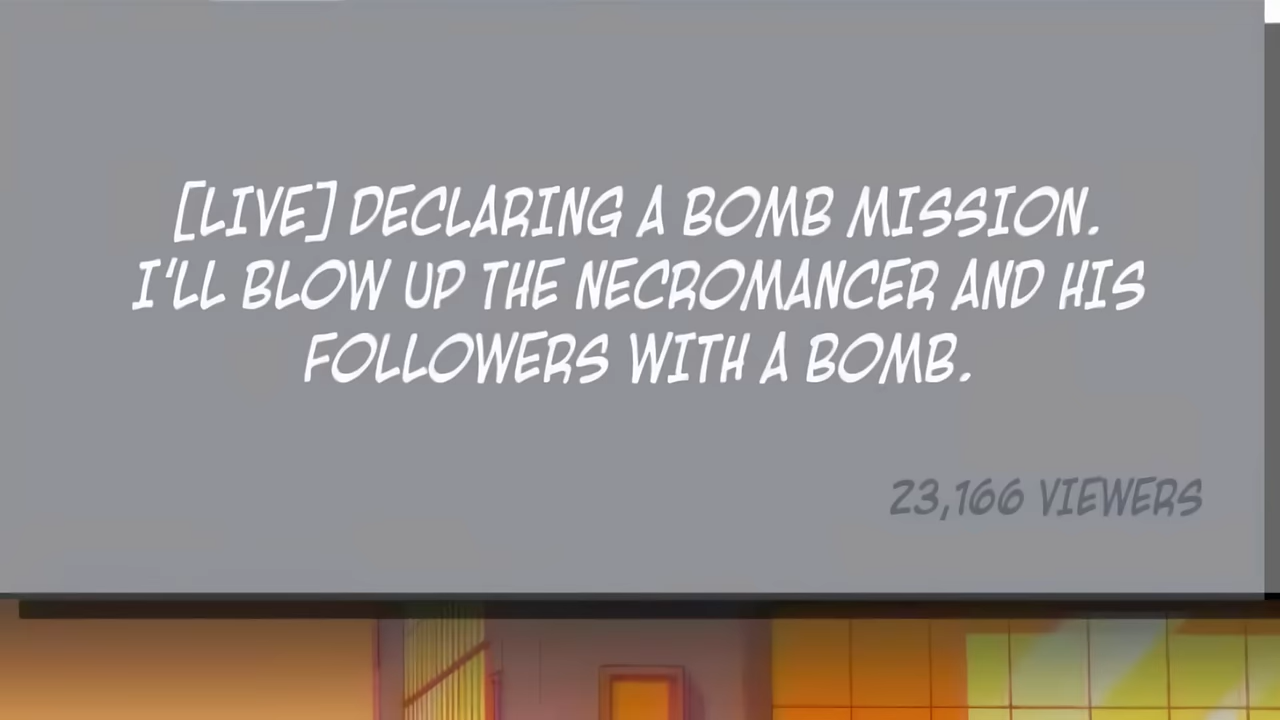 [LIVE] DECLARING A BOMB MISSION.
I'LL BLOW UP THE NECROMANCER AND HIS
FOLLOWERS WITH A BOMB.
23,166 VIEWERS